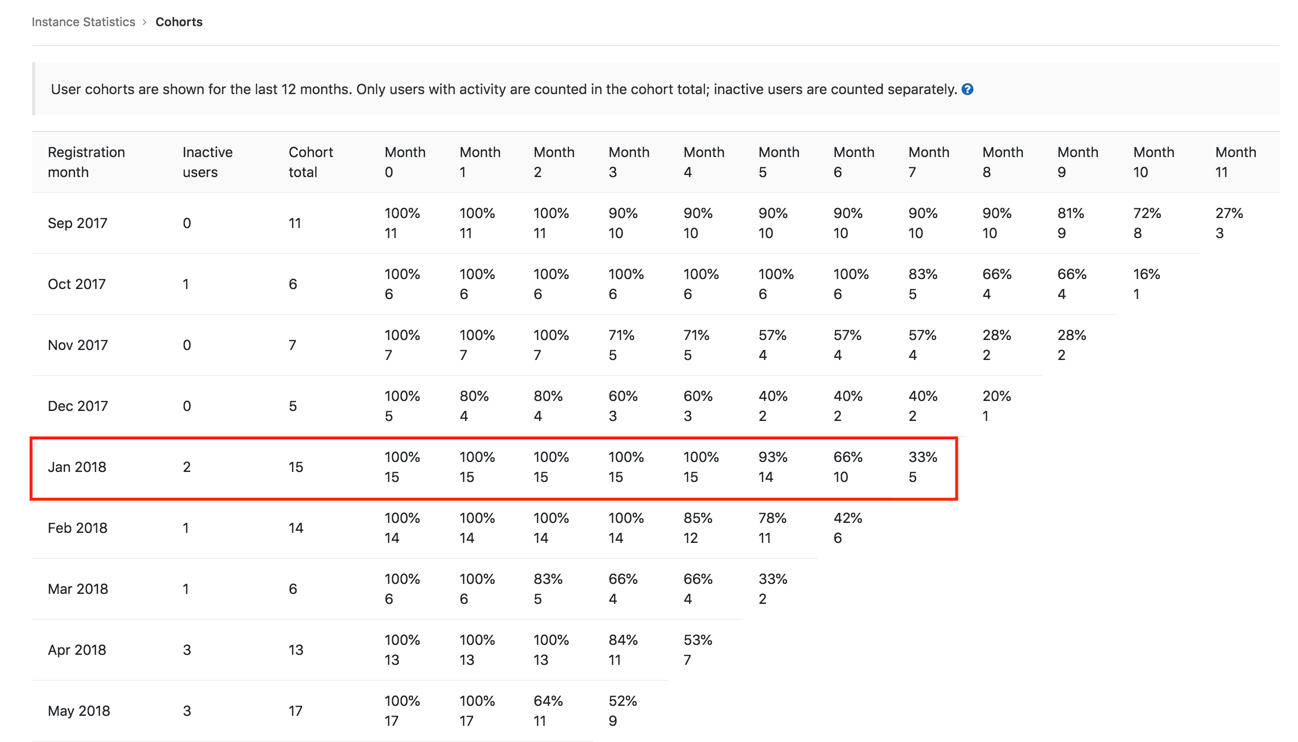 Instance Statistics › Cohorts
User cohorts are shown for the last 12 months. Only users with activity are counted in the cohort total; inactive users are counted separately. ?
Registration month Inactive users Cohort total Month 0 Month 1 Month 2 Month 3 Month 4 Month 5 Month 6 Month 7 Month 8 Month 9 Month 10 Month 11
Sep 2017 0 11 100% 11 100% 11 100% 11 90% 10 90% 10 90% 10 90% 10 90% 10 90% 10 81% 9 72% 8 27% 3
Oct 2017 1 6 100% 6 100% 6 100% 6 100% 6 100% 6 100% 6 100% 6 83% 5 66% 4 66% 4 16% 1
Nov 2017 0 7 100% 7 100% 7 100% 7 71% 5 71% 5 57% 4 57% 4 57% 4 28% 2 28% 2
Dec 2017 0 5 100% 5 80% 4 80% 4 60% 3 60% 3 40% 2 40% 2 40% 2 20% 1
Jan 2018 2 15 100% 15 100% 15 100% 15 100% 15 100% 15 93% 14 66% 10 33% 5
Feb 2018 1 14 100% 14 100% 14 100% 14 100% 14 85% 12 78% 11 42% 6
Mar 2018 1 6 100% 6 100% 6 83% 5 66% 4 66% 4 33% 2
Apr 2018 3 13 100% 13 100% 13 100% 13 84% 11 53% 7
May 2018 3 17 100% 17 100% 17 64% 11 52% 9